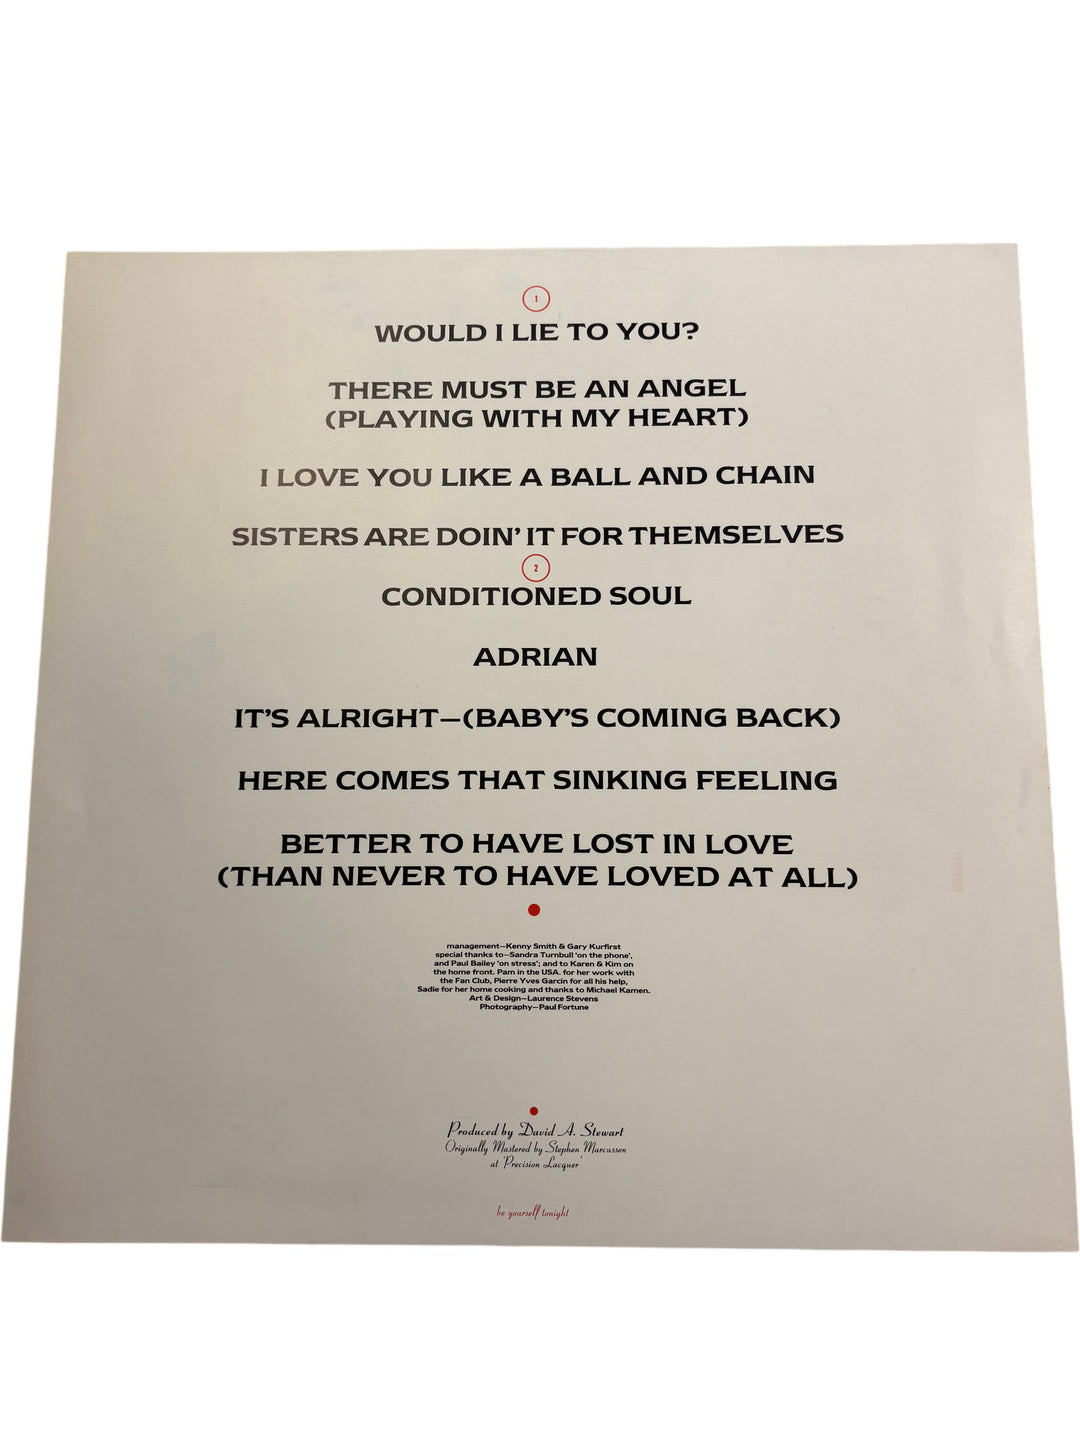 1
WOULD I LIE TO YOU?
THERE MUST BE AN ANGEL
(PLAYING WITH MY HEART)
I LOVE YOU LIKE A BALL AND CHAIN
SISTERS ARE DOIN' IT FOR THEMSELVES
2
CONDITIONED SOUL
ADRIAN
IT'S ALRIGHT—(BABY'S COMING BACK)
HERE COMES THAT SINKING FEELING
BETTER TO HAVE LOST IN LOVE
(THAN NEVER TO HAVE LOVED AT ALL)
management—Kenny Smith & Gary Kurfirst
special thanks to—Sandra Turnbull 'on the phone',
and Paul Bailey 'on stress'; and to Karen & Kim on
the home front. Pam in the USA. for her work with
the Fan Club, Pierre Yves Garcin for all his help,
Sadie for her home cooking and thanks to Michael Kamen.
Art & Design—Laurence Stevens
Photography—Paul Fortune
Produced by David A. Stewart
Originally Mastered by Stephen Marcussen
at 'Precision Lacquer'
be yourself tonight